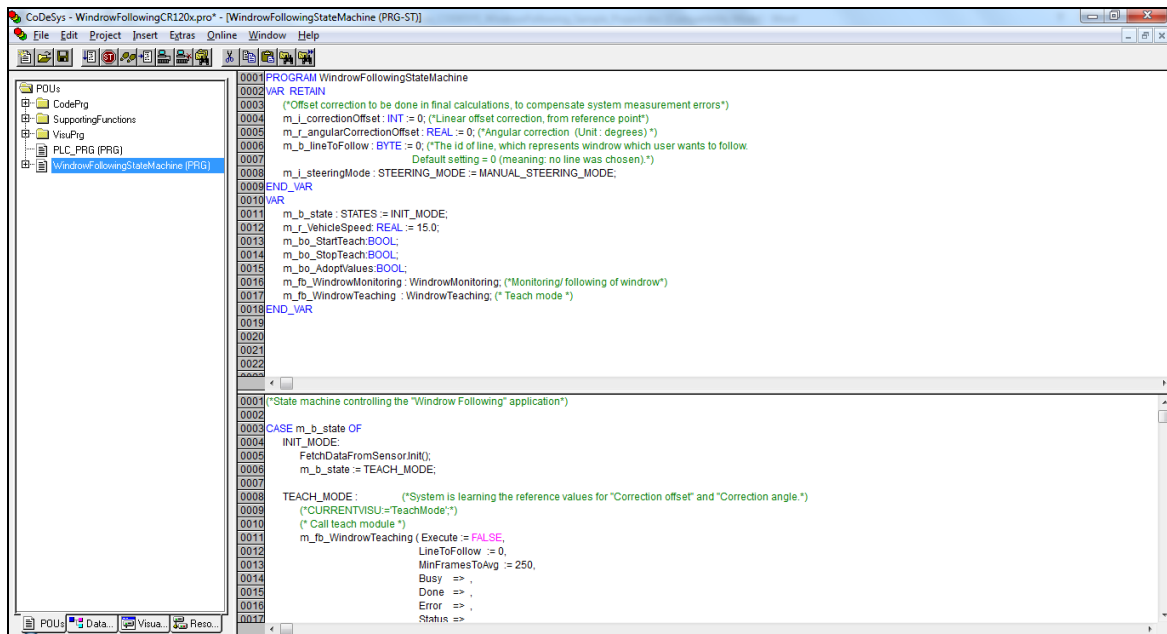 CoDeSys - WindrowFollowingCR120x.pro* - [WindrowFollowingStateMachine (PRG-ST)]
File Edit Project Insert Extras Online Window Help
POUs
CodePrg
SupportingFunctions
VisuPrg
PLC_PRG (PRG)
WindrowFollowingStateMachine (PRG)
POUs Data... Visua... Reso...
0001 PROGRAM WindrowFollowingStateMachine
0002 VAR RETAIN
0003 (*Offset correction to be done in final calculations, to compensate system measurement errors*)
0004 m_i_correctionOffset : INT := 0; (*Linear offset correction, from reference point*)
0005 m_r_angularCorrectionOffset : REAL := 0; (*Angular correction (Unit : degrees) *)
0006 m_b_lineToFollow : BYTE := 0; (*The id of line, which represents windrow which user wants to follow.
0007 Default setting = 0 (meaning: no line was chosen).*)
0008 m_i_steeringMode : STEERING_MODE := MANUAL_STEERING_MODE;
0009 END_VAR
0010 VAR
0011 m_b_state : STATES := INIT_MODE;
0012 m_r_VehicleSpeed: REAL := 15.0;
0013 m_bo_StartTeach:BOOL;
0014 m_bo_StopTeach:BOOL;
0015 m_bo_AdoptValues:BOOL;
0016 m_fb_WindrowMonitoring : WindrowMonitoring; (*Monitoring/ following of windrow*)
0017 m_fb_WindrowTeaching : WindrowTeaching; (* Teach mode *)
0018 END_VAR
0019
0020
0021
0022
0001 (*State machine controlling the "Windrow Following" application*)
0002
0003 CASE m_b_state OF
0004 INIT_MODE:
0005 FetchDataFromSensor.Init();
0006 m_b_state := TEACH_MODE;
0007
0008 TEACH_MODE : (*System is learning the reference values for "Correction offset" and "Correction angle.*)
0009 (*CURRENTVISU:='TeachMode';*)
0010 (* Call teach module *)
0011 m_fb_WindrowTeaching ( Execute := FALSE,
0012 LineToFollow := 0,
0013 MinFramesToAvg := 250,
0014 Busy => ,
0015 Done => ,
0016 Error => ,
0017 Status =>